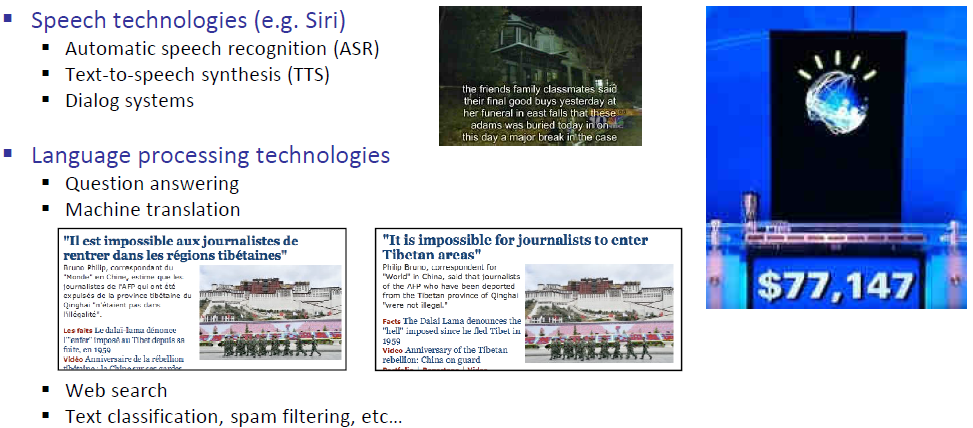 Speech technologies (e.g. Siri)
Automatic speech recognition (ASR)
Text-to-speech synthesis (TTS)
Dialog systems
the friends family classmates said
their final good buys yesterday at
her funeral in east falls that these
adams was buried today in on
this day a major break in the case
Language processing technologies
Question answering
Machine translation
"Il est impossible aux journalistes de
rentrer dans les régions tibétaines"
Bruno Philip, correspondant du
"Monde" en Chine, estime que les
journalistes de l'AFP qui ont été
expulsés de la province tibétaine du
Qinghai "n'étaient pas dans
l'illégalité".
Les faits Le dalaï-lama dénonce
l'"enfer" imposé au Tibet depuis sa
fuite, en 1959
Vidéo Anniversaire de la rébellion
tibétaine : la Chine sur ses gardes
"It is impossible for journalists to enter
Tibetan areas"
Philip Bruno, correspondent for
"World" in China, said that journalists
of the AFP who have been deported
from the Tibetan province of Qinghai
"were not illegal."
Facts The Dalai Lama denounces the
"hell" imposed since he fled Tibet in
1959
Video Anniversary of the Tibetan
rebellion: China on guard
$77,147
Web search
Text classification, spam filtering, etc…